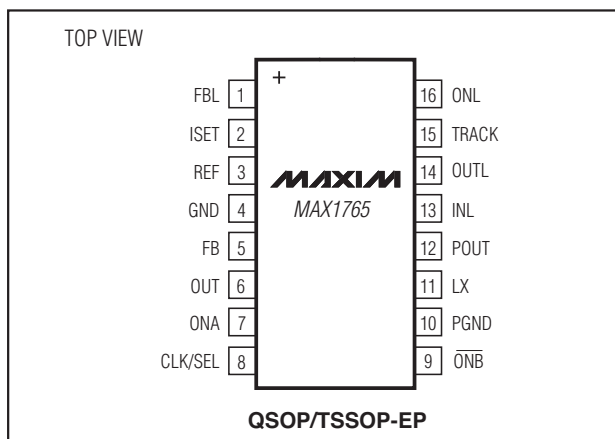 TOP VIEW
+
FBL 1
ISET 2
REF 3
GND 4
FB 5
OUT 6
ONA 7
CLK/SEL 8
MAXIM
MAX1765
16 ONL
15 TRACK
14 OUTL
13 INL
12 POUT
11 LX
10 PGND
9 O̅N̅B̅
QSOP/TSSOP-EP